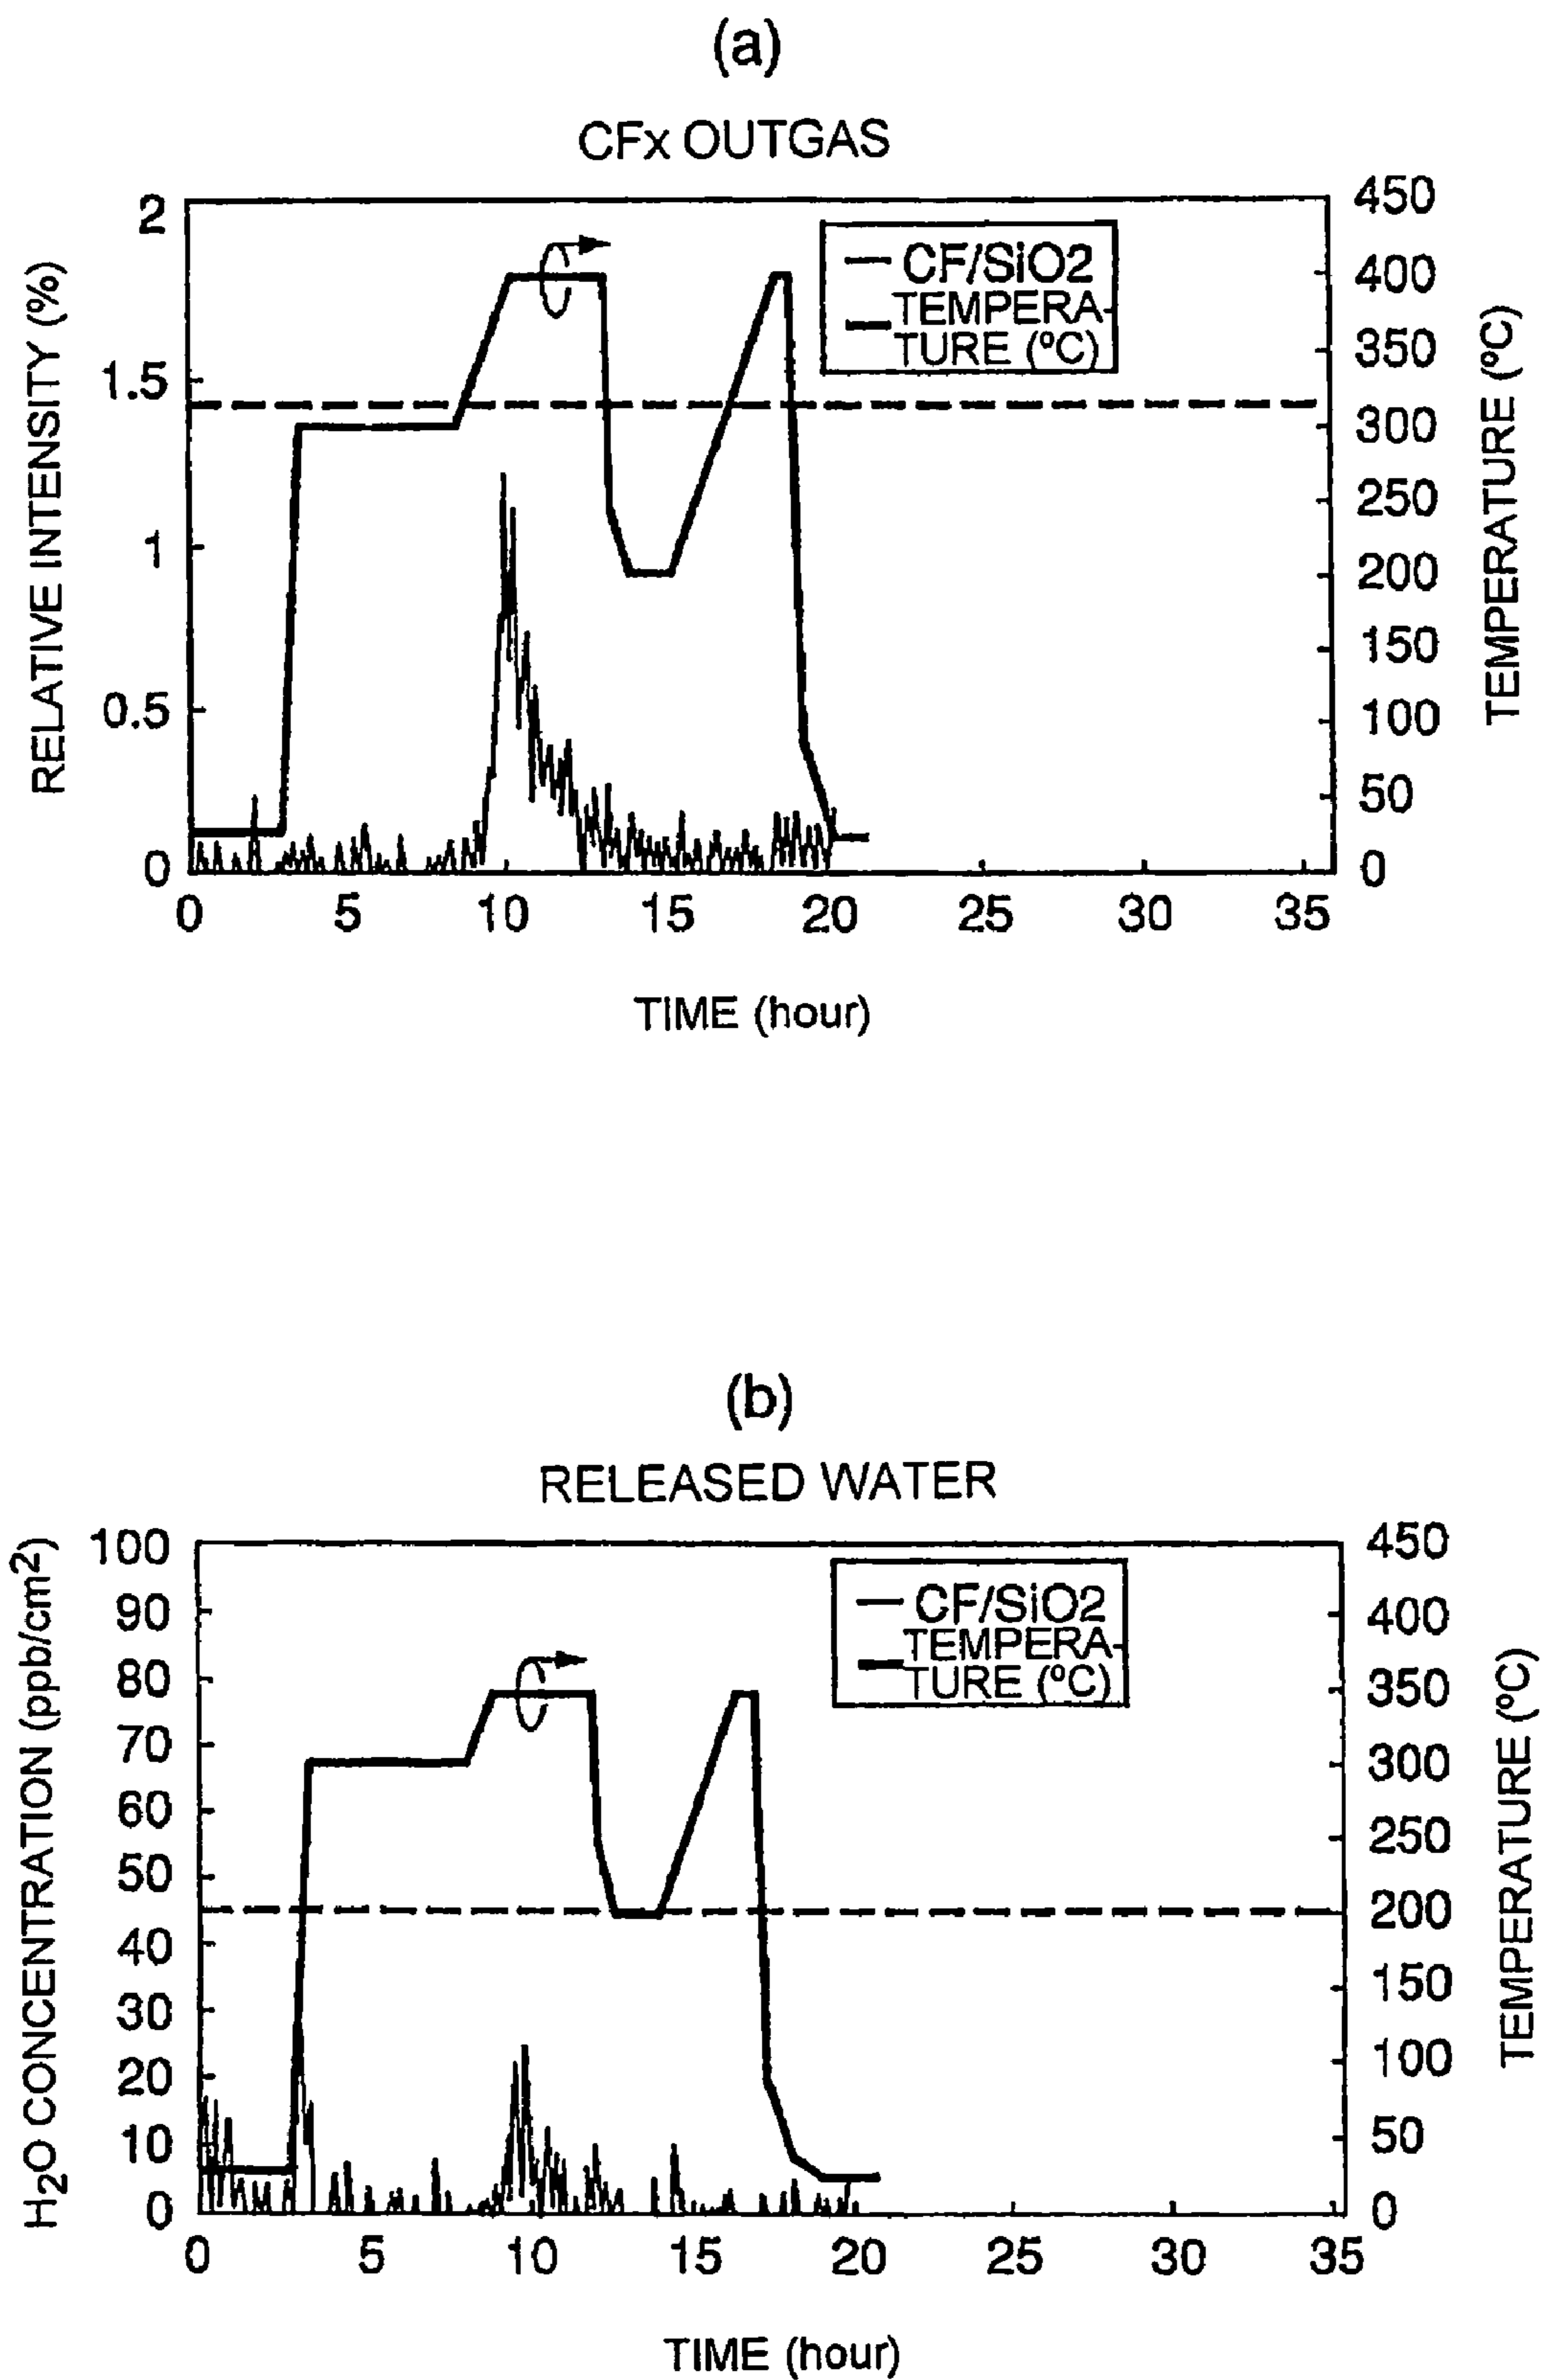 (a)
CFx OUTGAS
RELATIVE INTENSITY (%)
2
1.5
1
0.5
0
CF/SiO2
TEMPERA-
TURE (ºC)
450
400
350
300
250
200
150
100
50
0
TEMPERATURE (ºC)
0 5 10 15 20 25 30 35
TIME (hour)
(b)
RELEASED WATER
H2O CONCENTRATION (ppb/cm2)
100
90
80
70
60
50
40
30
20
10
0
CF/SiO2
TEMPERA-
TURE (ºC)
450
400
350
300
250
200
150
100
50
0
TEMPERATURE (ºC)
0 5 10 15 20 25 30 35
TIME (hour)